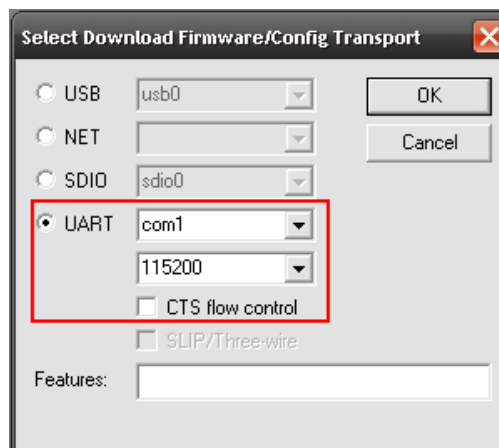 Select Download Firmware/Config Transport
USB usb0 OK
NET Cancel
SDIO sdio0
UART com1
115200
CTS flow control
SLIP/Three-wire
Features: